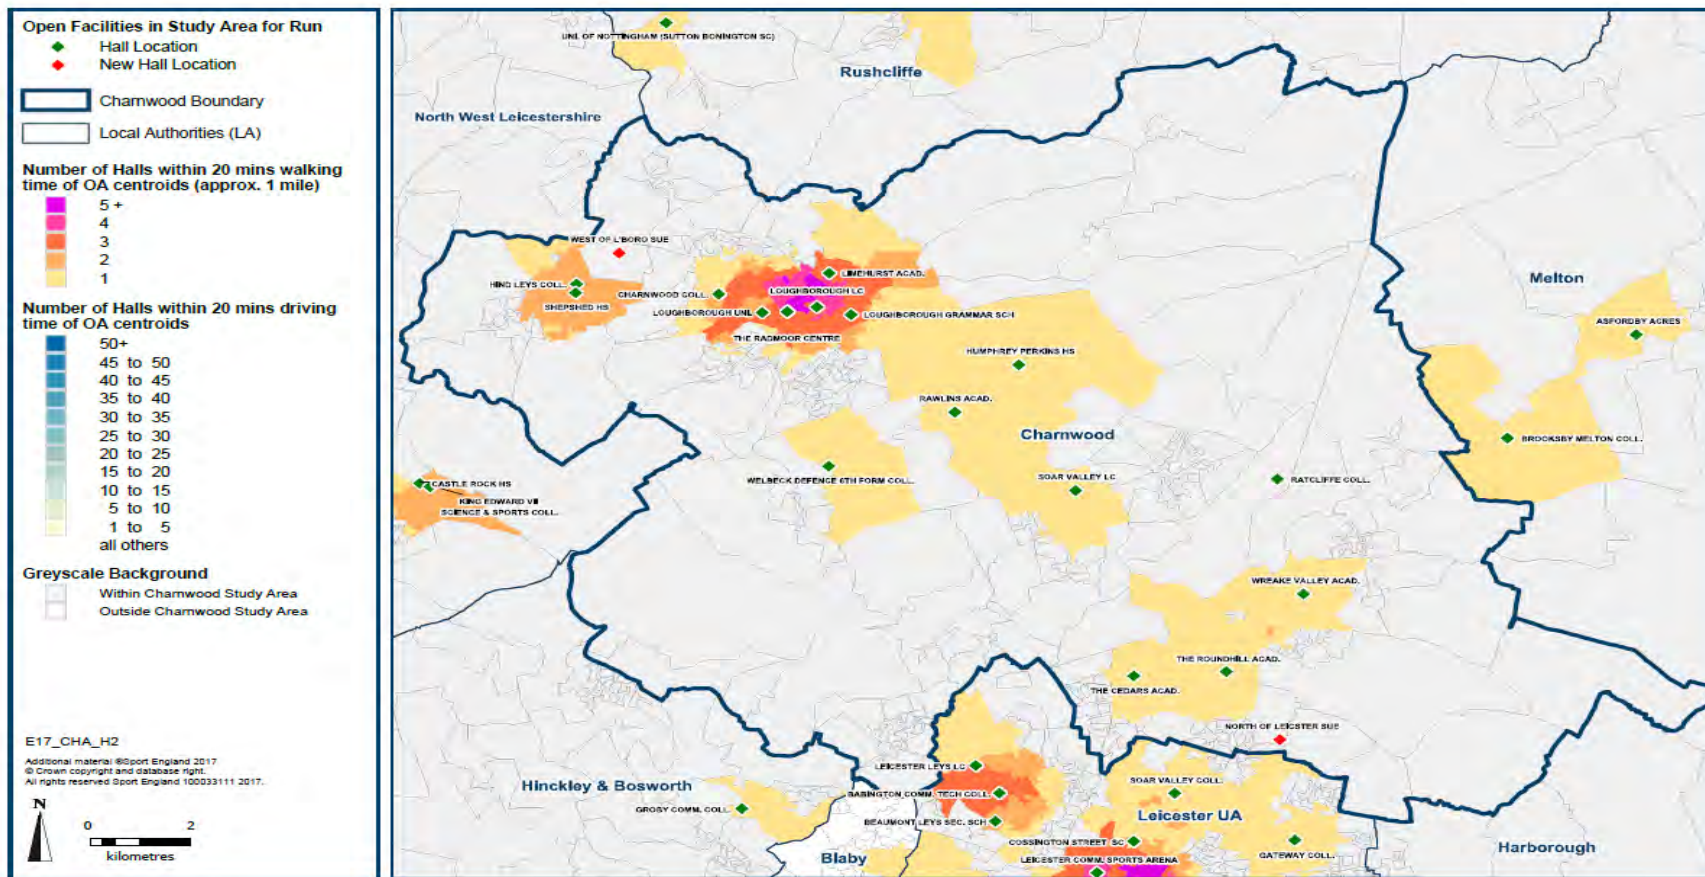 Open Facilities in Study Area for Run
Hall Location
New Hall Location
Charnwood Boundary
Local Authorities (LA)
Number of Halls within 20 mins walking
time of OA centroids (approx. 1 mile)
5 +
4
3
2
1
Number of Halls within 20 mins driving
time of OA centroids
50+
45 to 50
40 to 45
35 to 40
30 to 35
25 to 30
20 to 25
15 to 20
10 to 15
5 to 10
1 to 5
all others
Greyscale Background
Within Charnwood Study Area
Outside Charnwood Study Area
E17_CHA_H2
Additional material ©Sport England 2017
© Crown copyright and database right.
All rights reserved Sport England 100033111 2017.
N
0 2
kilometres
UNI. OF NOTTINGHAM (SUTTON BONINGTON SC)
Rushcliffe
North West Leicestershire
WEST OF L'BORO SUE
LIMEHURST ACAD.
Melton
HIND LEYS COLL.
CHARNWOOD COLL.
LOUGHBOROUGH LC
SHEPSHED HS
LOUGHBOROUGH UNI.
LOUGHBOROUGH GRAMMAR SCH
ASFORDBY ACRES
THE RADMOOR CENTRE
HUMPHREY PERKINS HS
RAWLINS ACAD.
Charnwood
BROOKSBY MELTON COLL.
CASTLE ROCK HS
WELBECK DEFENCE 6TH FORM COLL.
SOAR VALLEY LC
RATCLIFFE COLL.
KING EDWARD VII
SCIENCE & SPORTS COLL.
WREAKE VALLEY ACAD.
THE ROUNDHILL ACAD.
THE CEDARS ACAD.
NORTH OF LEICSTER SUE
LEICESTER LEYS LC
SOAR VALLEY COLL.
Hinckley & Bosworth
BABINGTON COMM. TECH COLL.
GROBY COMM. COLL.
Leicester UA
BEAUMONT LEYS SEC. SCH
COSSINGTON STREET SC
Harborough
GATEWAY COLL.
Blaby
LEICESTER COMM. SPORTS ARENA